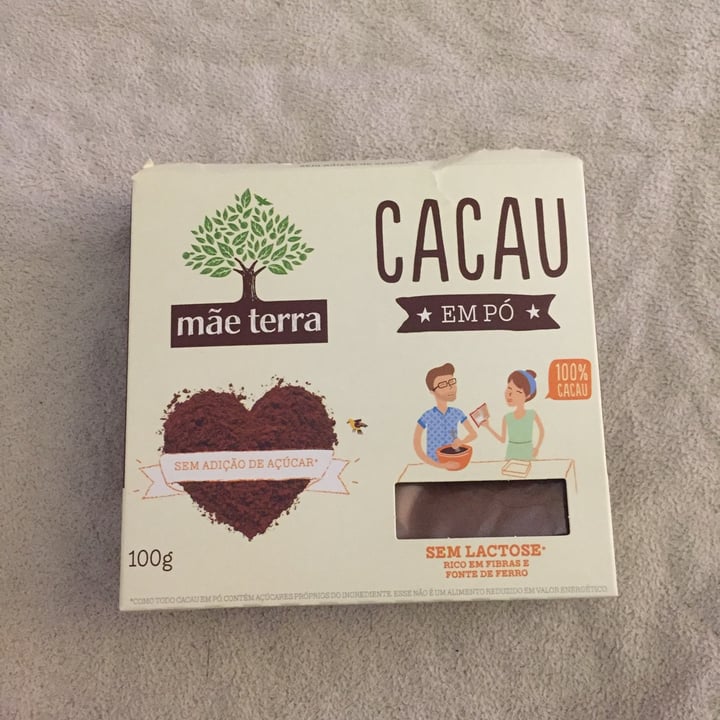 mãe terra
CACAU
EM PÓ
100%
CACAU
SEM ADIÇÃO DE AÇÚCAR*
100g
SEM LACTOSE*
RICO EM FIBRAS E
FONTE DE FERRO
*COMO TODO CACAU EM PÓ, CONTÉM AÇÚCARES PRÓPRIOS DO INGREDIENTE. ESSE NÃO É UM ALIMENTO REDUZIDO EM VALOR ENERGÉTICO.